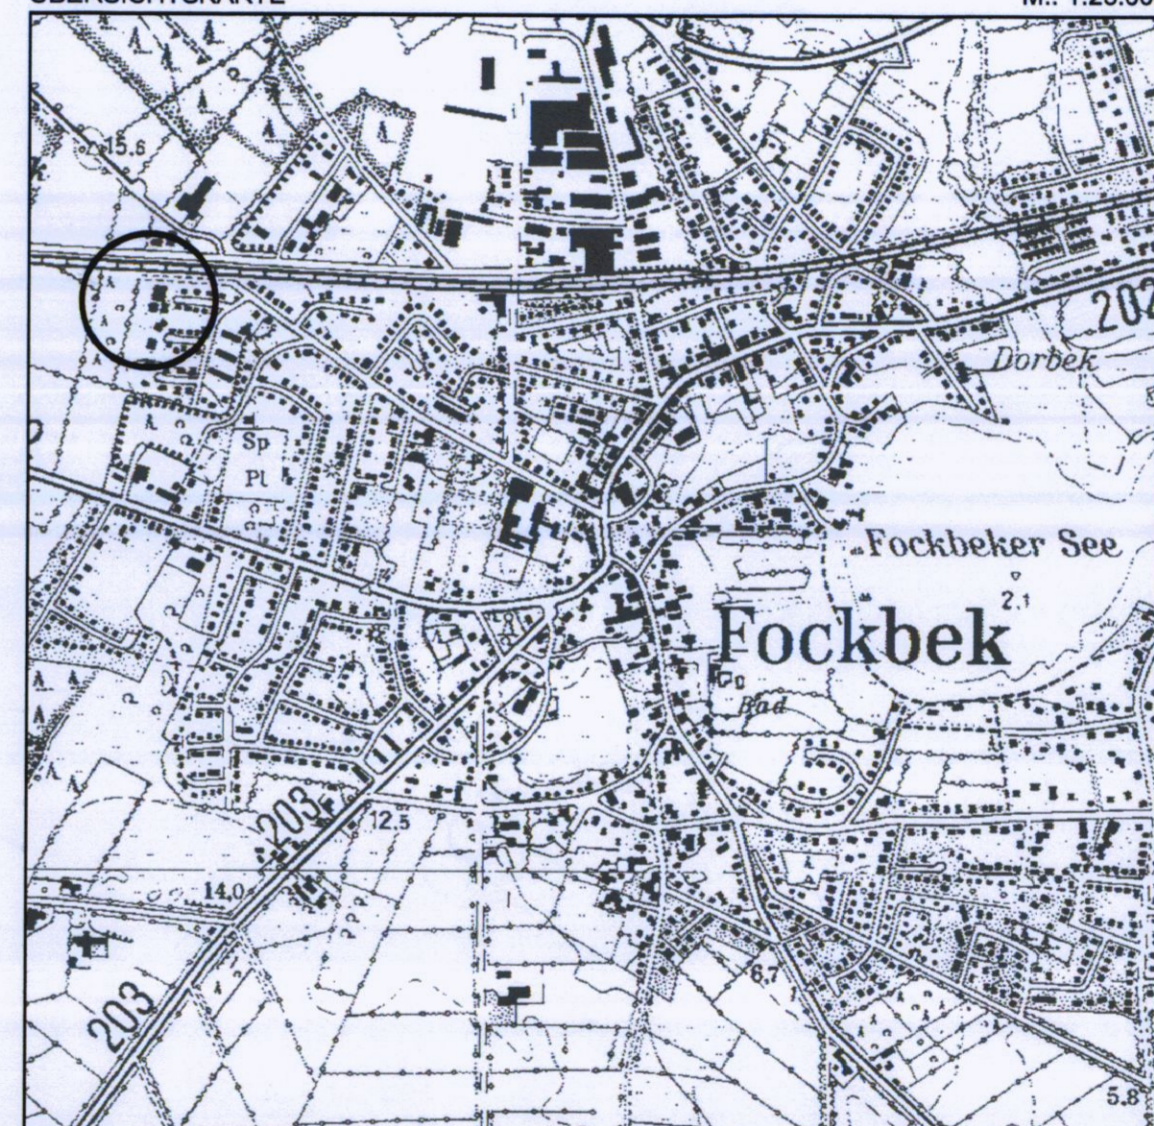 ÜBERSICHTSKARTE
15.6
202
Dorbek
Sp
Pl
Fockbeker See
2.1
Fockbek
Bad
203
12.5
14.0
6.7
203
5.8